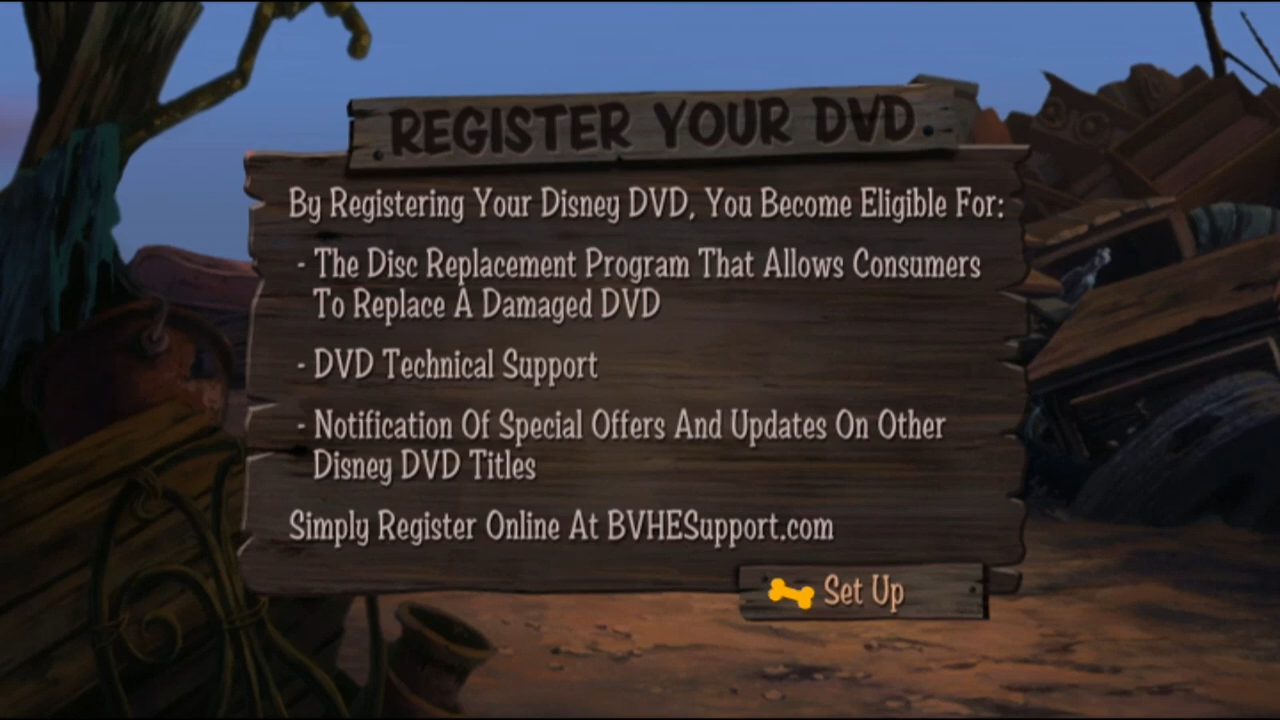 REGISTER YOUR DVD
By Registering Your Disney DVD, You Become Eligible For:
- The Disc Replacement Program That Allows Consumers
To Replace A Damaged DVD
- DVD Technical Support
- Notification Of Special Offers And Updates On Other
Disney DVD Titles
Simply Register Online At BVHESupport.com
Set Up